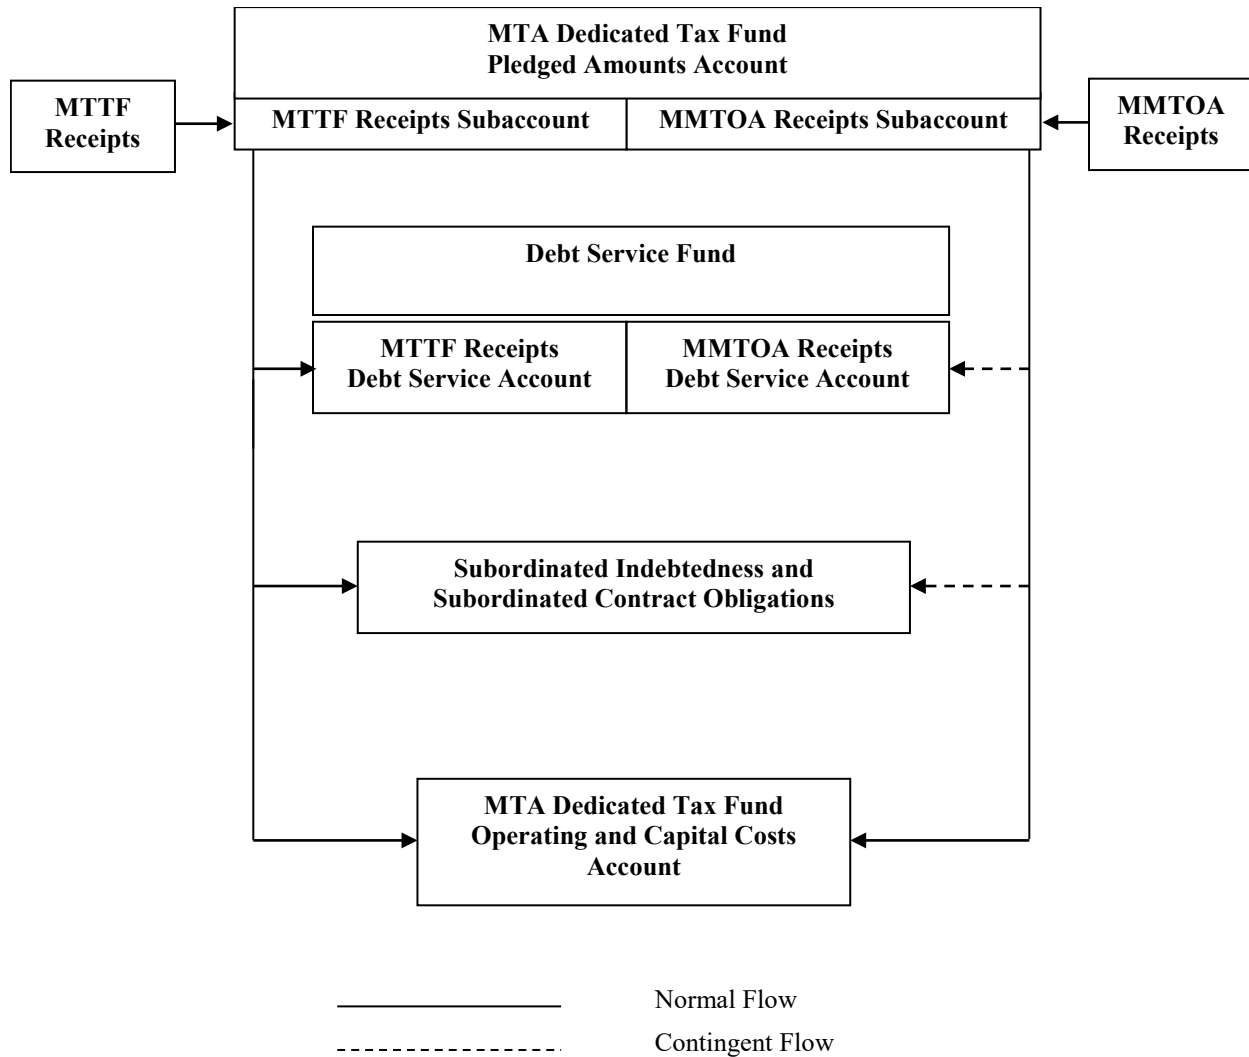 MTA Dedicated Tax Fund
Pledged Amounts Account
MTTF
Receipts
MTTF Receipts Subaccount
MMTOA Receipts Subaccount
MMTOA
Receipts
Debt Service Fund
MTTF Receipts
Debt Service Account
MMTOA Receipts
Debt Service Account
Subordinated Indebtedness and
Subordinated Contract Obligations
MTA Dedicated Tax Fund
Operating and Capital Costs
Account
Normal Flow
Contingent Flow